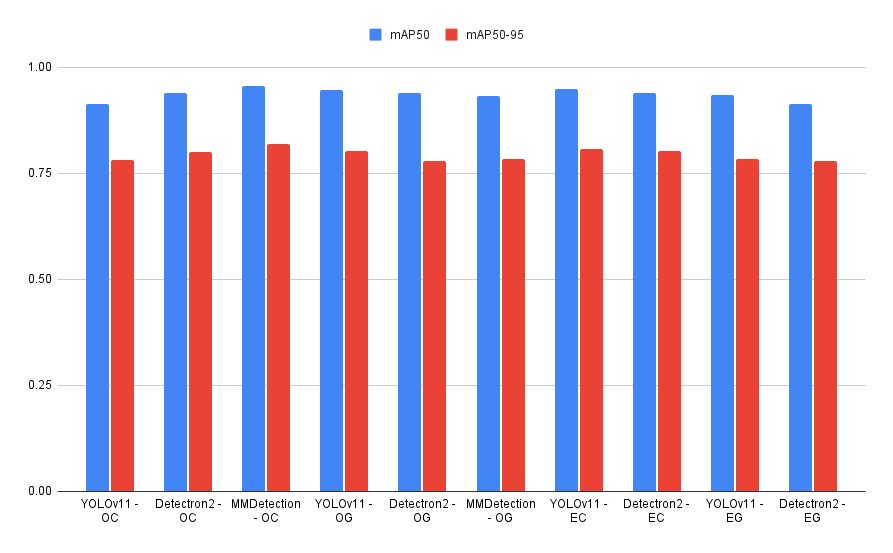 mAP50 mAP50-95
1.00
0.75
0.50
0.25
0.00
YOLOv11 - OC
Detectron2 - OC
MMDetection - OC
YOLOv11 - OG
Detectron2 - OG
MMDetection - OG
YOLOv11 - EC
Detectron2 - EC
YOLOv11 - EG
Detectron2 - EG